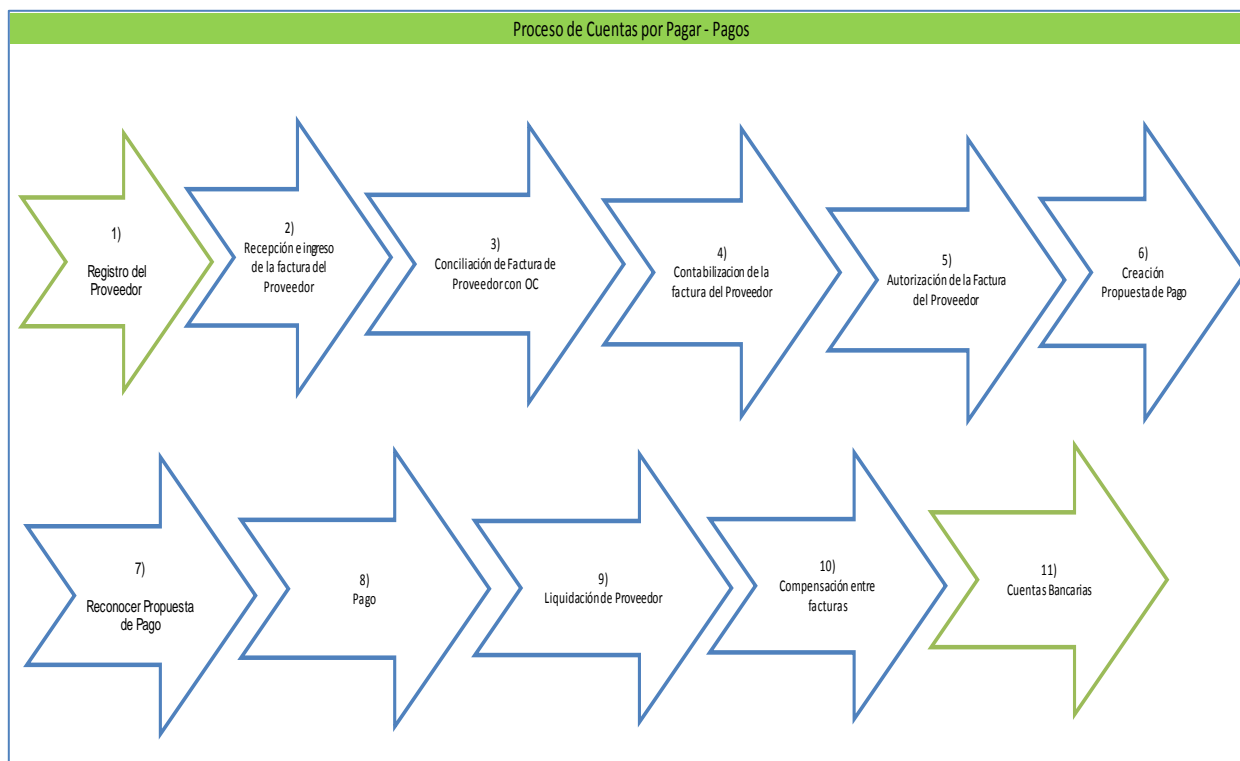 Proceso de Cuentas por Pagar - Pagos
1)
Registro del
Proveedor
2)
Recepción e ingreso
de la factura del
Proveedor
3)
Conciliación de Factura de
Proveedor con OC
4)
Contabilizacion de la
factura del Proveedor
5)
Autorización de la Factura
del Proveedor
6)
Creación
Propuesta de Pago
7)
Reconocer Propuesta
de Pago
8)
Pago
9)
Liquidación de Proveedor
10)
Compensación entre
facturas
11)
Cuentas Bancarias